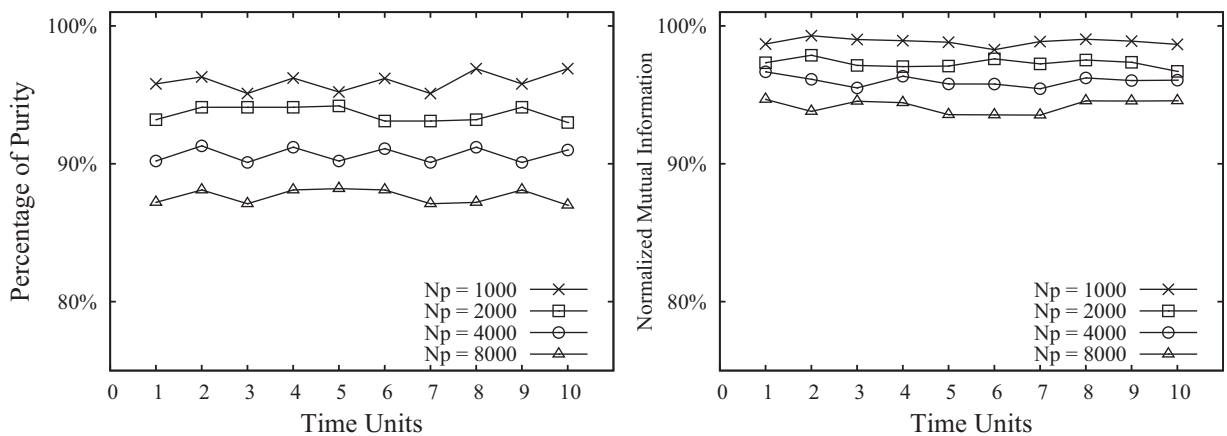 100%
90%
80%
Percentage of Purity
Np = 1000
Np = 2000
Np = 4000
Np = 8000
0 1 2 3 4 5 6 7 8 9 10
Time Units
100%
90%
80%
Normalized Mutual Information
Np = 1000
Np = 2000
Np = 4000
Np = 8000
0 1 2 3 4 5 6 7 8 9 10
Time Units